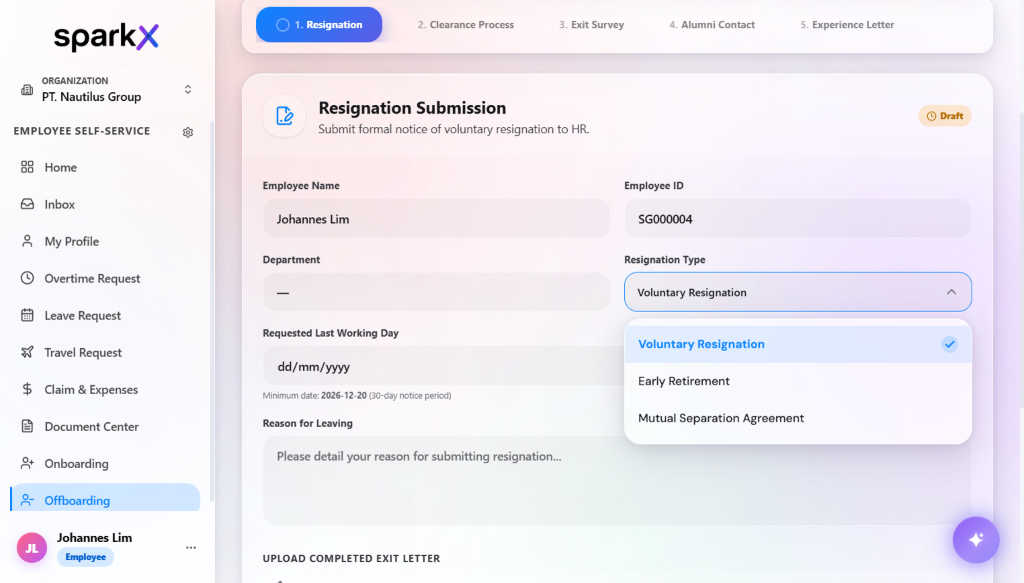 sparkX
ORGANIZATION
PT. Nautilus Group
EMPLOYEE SELF-SERVICE
Home
Inbox
My Profile
Overtime Request
Leave Request
Travel Request
Claim & Expenses
Document Center
Onboarding
Offboarding
JL
Johannes Lim
Employee
1. Resignation
2. Clearance Process
3. Exit Survey
4. Alumni Contact
5. Experience Letter
Resignation Submission
Submit formal notice of voluntary resignation to HR.
Draft
Employee Name
Employee ID
Johannes Lim
SG000004
Department
Resignation Type
—
Voluntary Resignation
Requested Last Working Day
Voluntary Resignation
dd/mm/yyyy
Early Retirement
Minimum date: 2026-12-20 (30-day notice period)
Mutual Separation Agreement
Reason for Leaving
Please detail your reason for submitting resignation...
UPLOAD COMPLETED EXIT LETTER